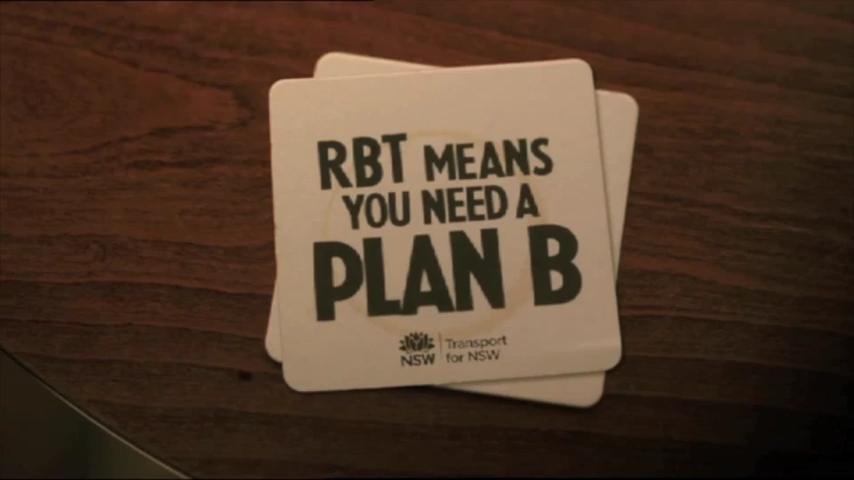 RBT MEANS
YOU NEED A
PLAN B
NSW
Transport
for NSW